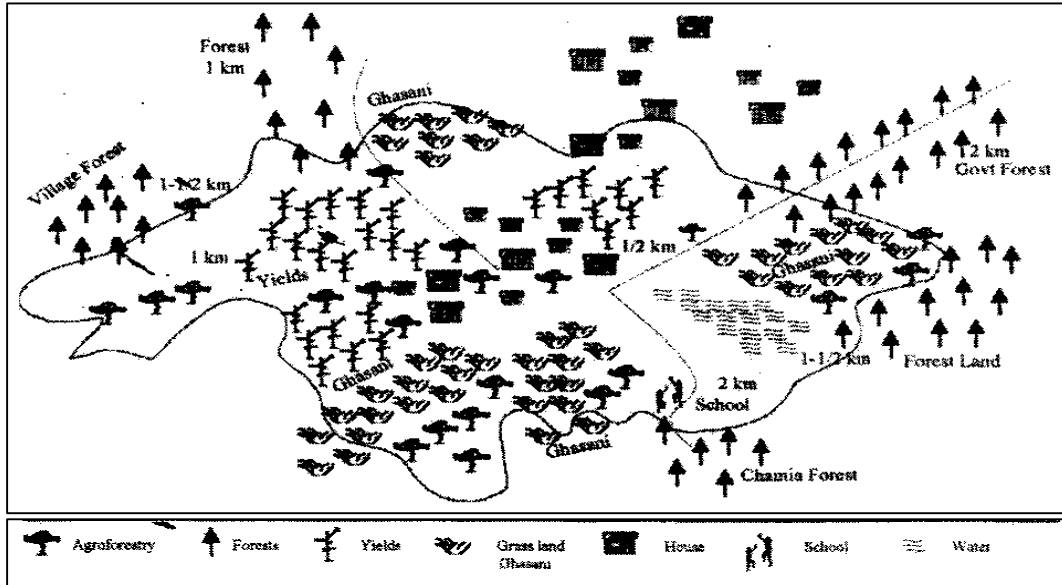 Forest
1 km
Ghasani
Village Forest
1-1/2 km
2 km
Govt Forest
1/2 km
1 km
Yields
Ghasani
Ghasani
1-1/2 km
Forest Land
2 km
School
Ghasani
Chamia Forest
Agroforestry
Forests
Yields
Grass land
Ghasani
House
School
Water